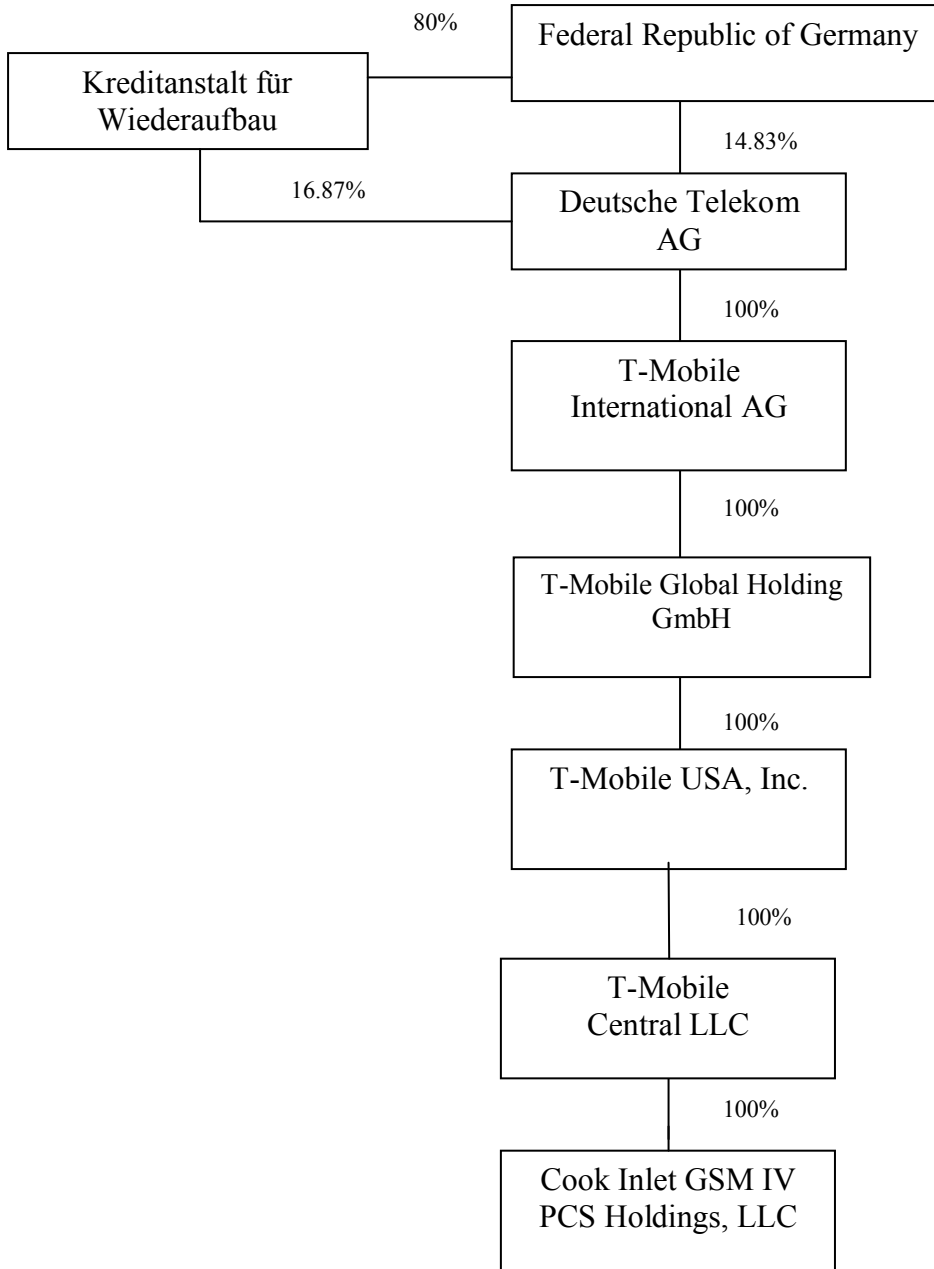 80%
Federal Republic of Germany
Kreditanstalt für
Wiederaufbau
14.83%
16.87%
Deutsche Telekom
AG
100%
T-Mobile
International AG
100%
T-Mobile Global Holding
GmbH
100%
T-Mobile USA, Inc.
100%
T-Mobile
Central LLC
100%
Cook Inlet GSM IV
PCS Holdings, LLC